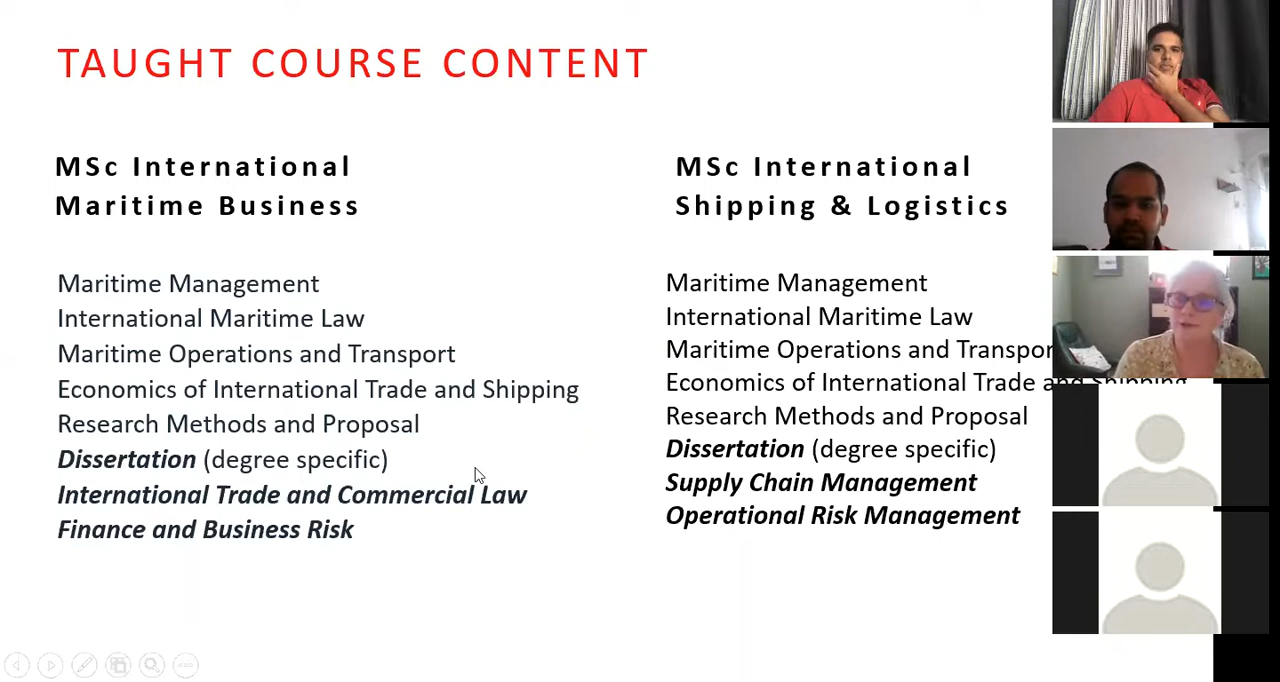 TAUGHT COURSE CONTENT
MSc International
Maritime Business
Maritime Management
International Maritime Law
Maritime Operations and Transport
Economics of International Trade and Shipping
Research Methods and Proposal
Dissertation (degree specific)
International Trade and Commercial Law
Finance and Business Risk
MSc International
Shipping & Logistics
Maritime Management
International Maritime Law
Maritime Operations and Transpor
Economics of International Trade and Shipping
Research Methods and Proposal
Dissertation (degree specific)
Supply Chain Management
Operational Risk Management